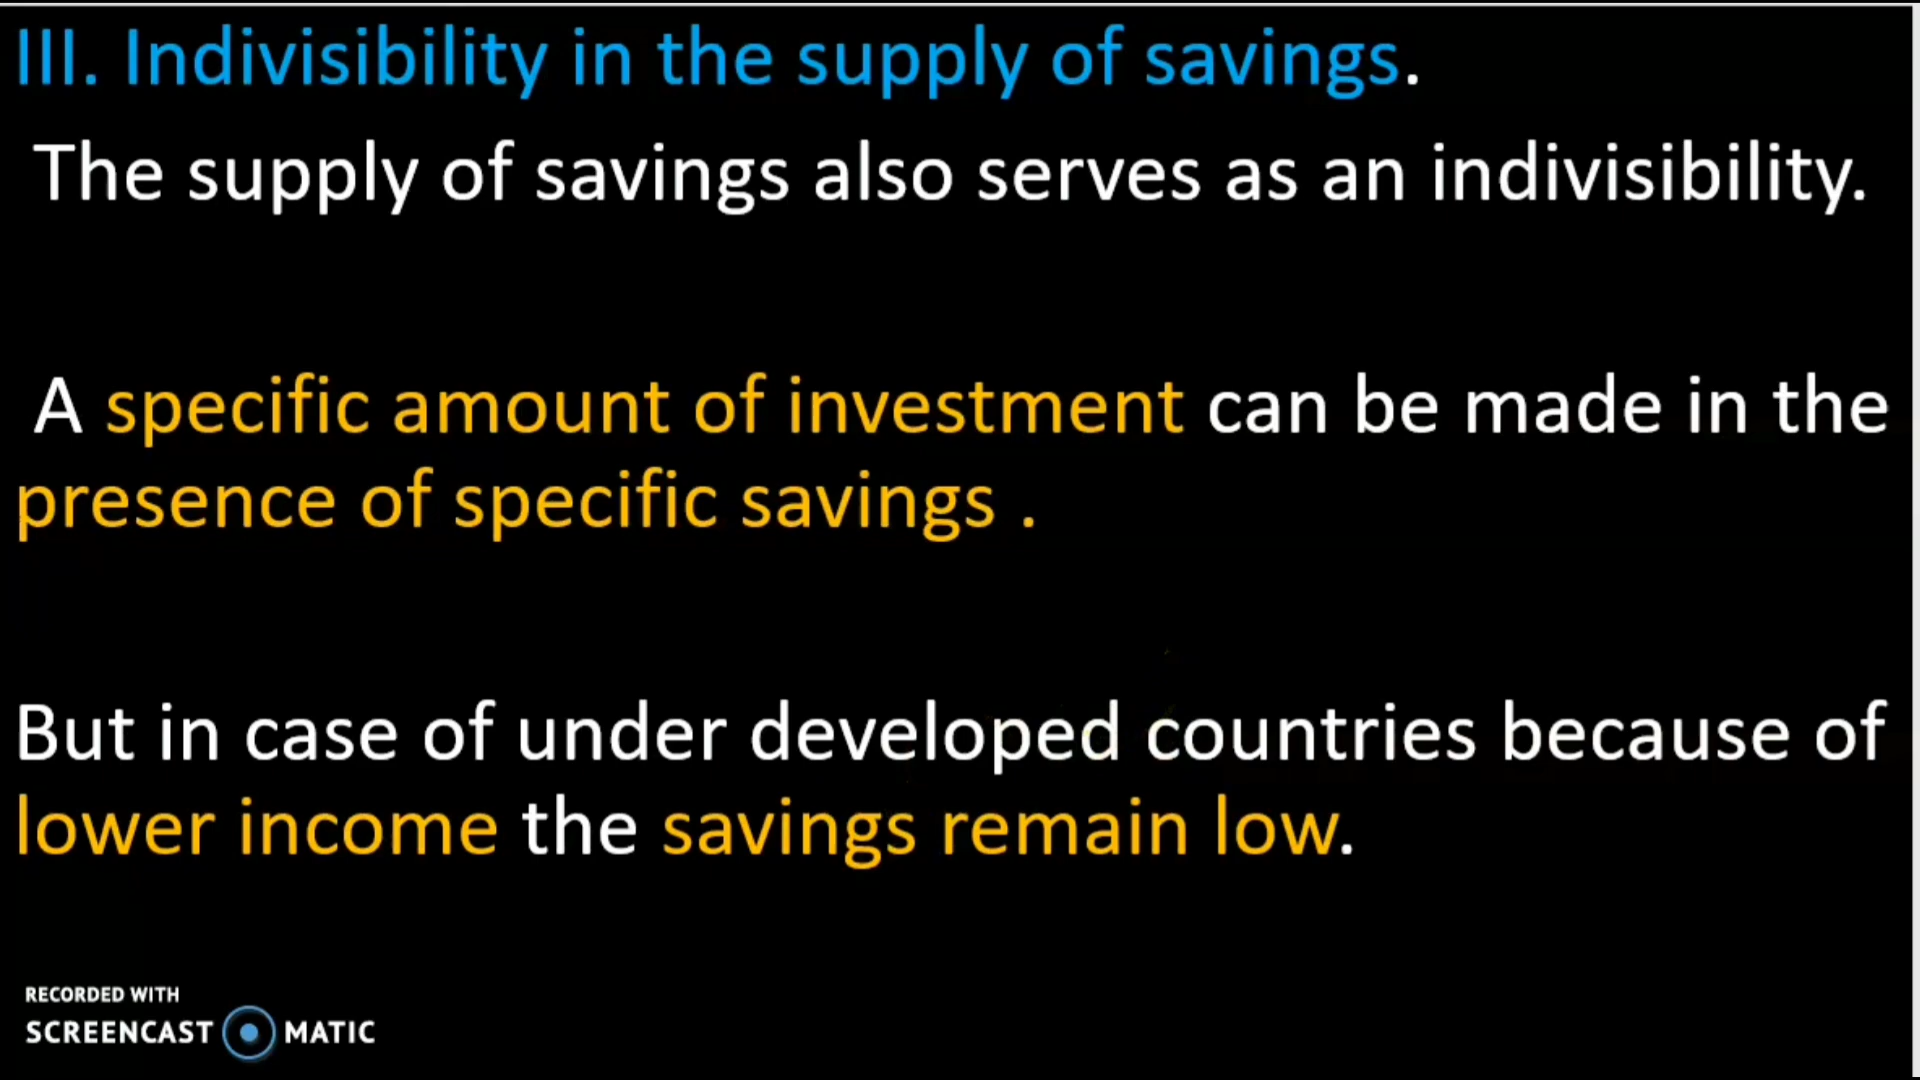 III. Indivisibility in the supply of savings.
The supply of savings also serves as an indivisibility.
A specific amount of investment can be made in the
presence of specific savings .
But in case of under developed countries because of
lower income the savings remain low.
RECORDED WITH
SCREENCAST MATIC